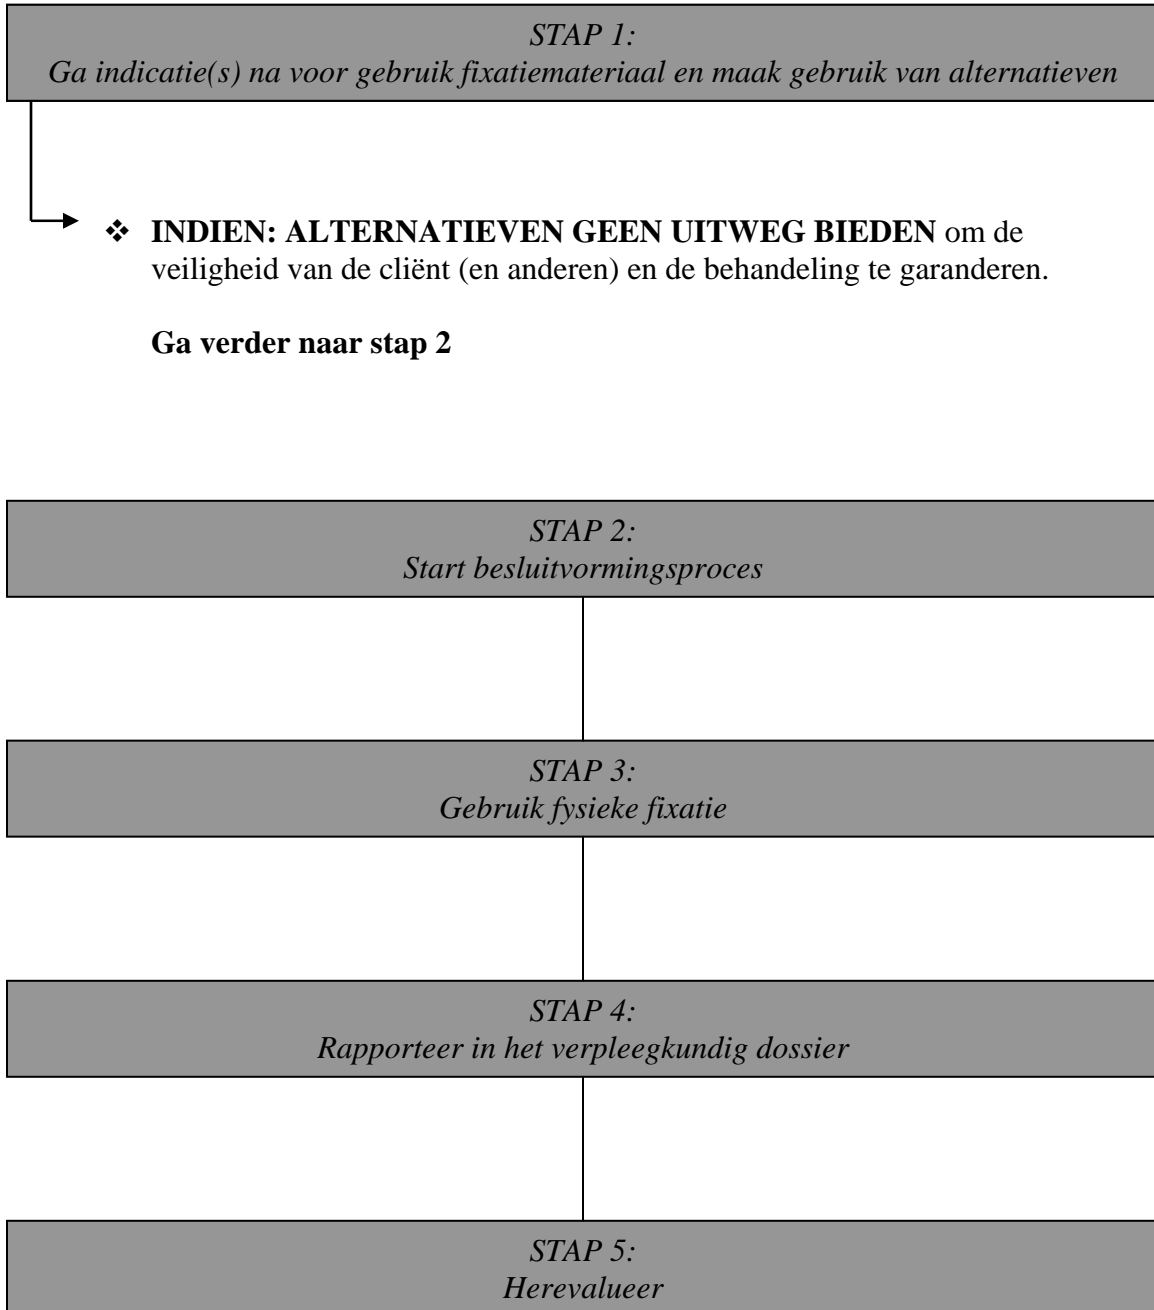 STAP 1:
Ga indicatie(s) na voor gebruik fixatiemateriaal en maak gebruik van alternatieven
❖ INDIEN: ALTERNATIEVEN GEEN UITWEG BIEDEN om de
veiligheid van de cliënt (en anderen) en de behandeling te garanderen.
Ga verder naar stap 2
STAP 2:
Start besluitvormingsproces
STAP 3:
Gebruik fysieke fixatie
STAP 4:
Rapporteer in het verpleegkundig dossier
STAP 5:
Herevalueer